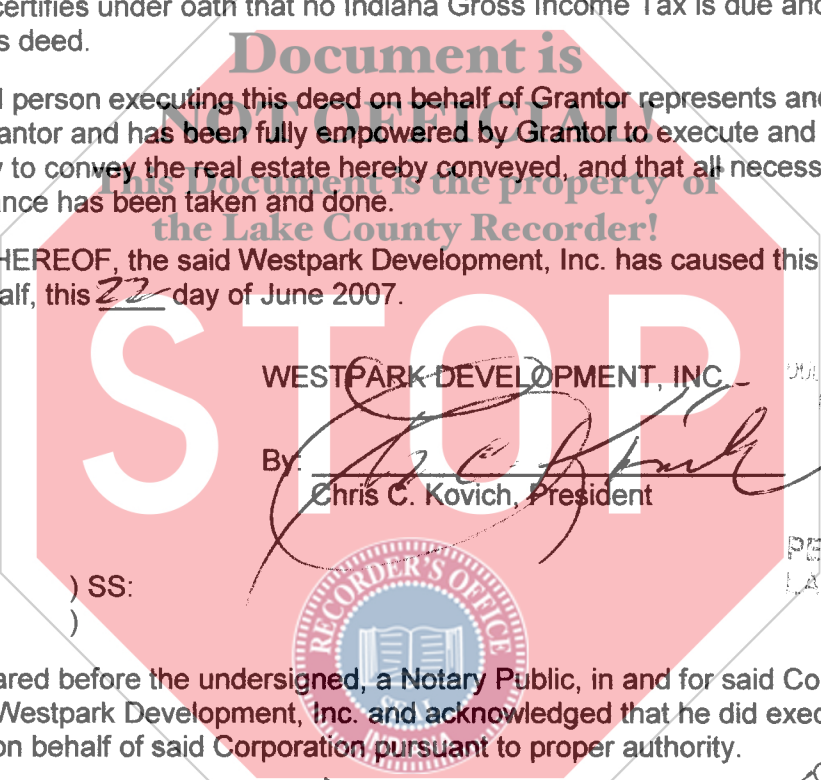 certifies under oath that no Indiana Gross Income Tax is due and
s deed.
Document is
person executing this deed on behalf of Grantor represents and
NOT OFFICIAL!
antor and has been fully empowered by Grantor to execute and
y to convey the real estate hereby conveyed, and that all necess
This Document is the property of
ance has been taken and done.
the Lake County Recorder!
HEREOF, the said Westpark Development, Inc. has caused this
alf, this 22 day of June 2007.
STOP
WESTPARK DEVELOPMENT, INC.
By:
Chris C. Kovich, President
PE
LA
) SS:
)
RECORDER'S OFFICE
SEAL
INDIANA
ared before the undersigned, a Notary Public, in and for said Co
Westpark Development, Inc. and acknowledged that he did exec
on behalf of said Corporation pursuant to proper authority.